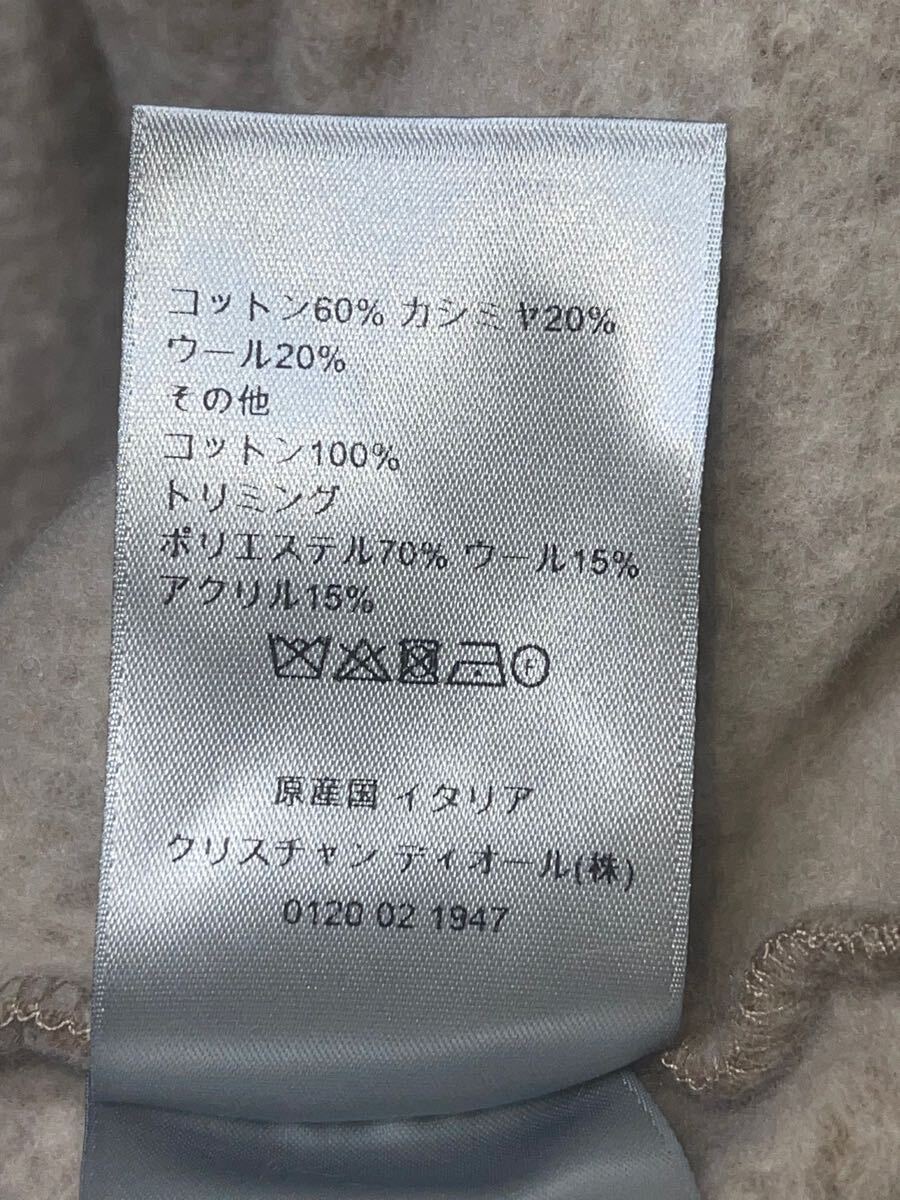 コットン60% カシミヤ20%
ウール20%
その他
コットン100%
トリミング
ポリエステル70% ウール15%
アクリル15%
原産国 イタリア
クリスチャン ディオール(株)
0120 02 1947